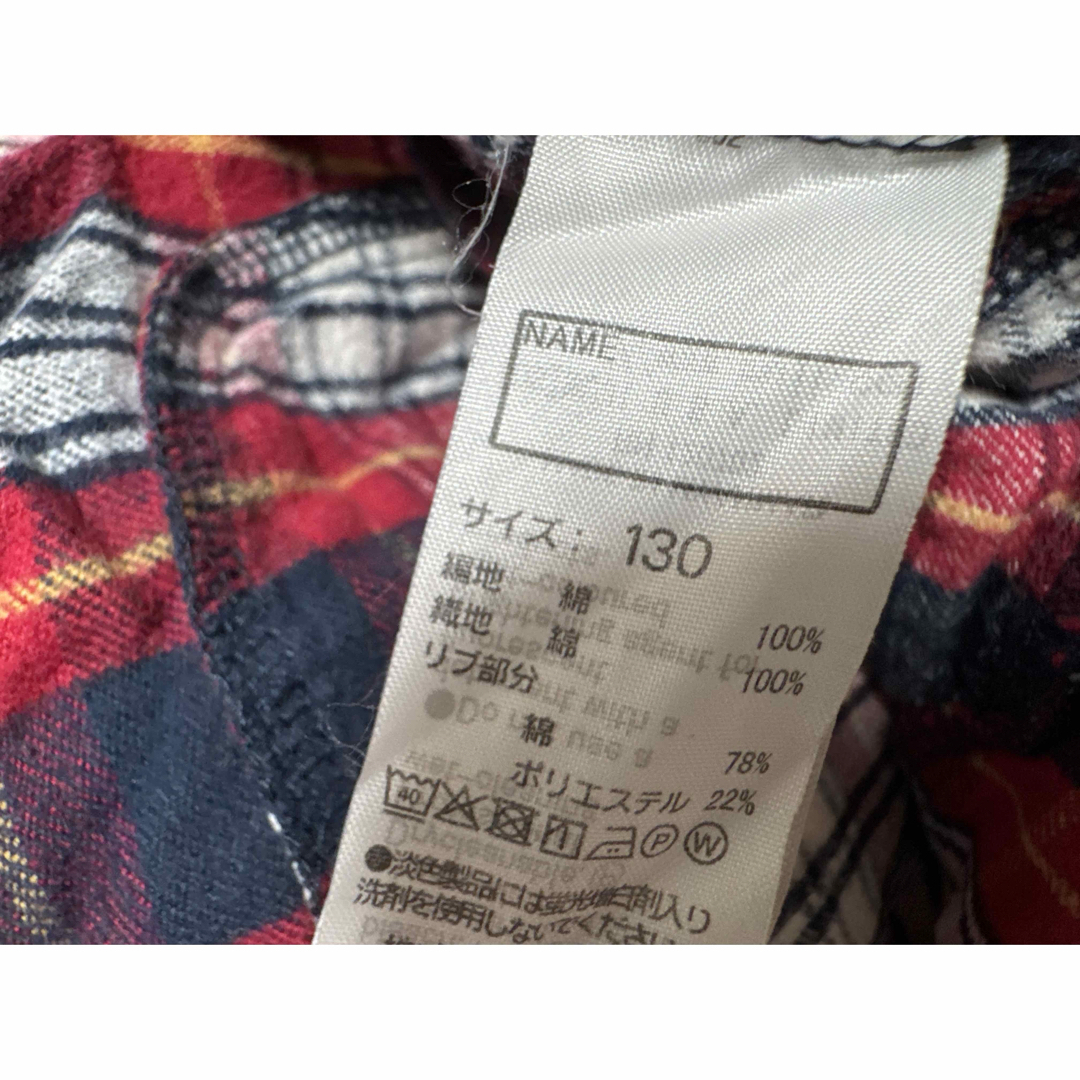 NAME
サイズ: 130
編地 綿 100%
織地 綿 100%
リブ部分
綿 78%
ポリエステル 22%
40 P W
●淡色製品には蛍光増白剤入り
洗剤を使用しないでください